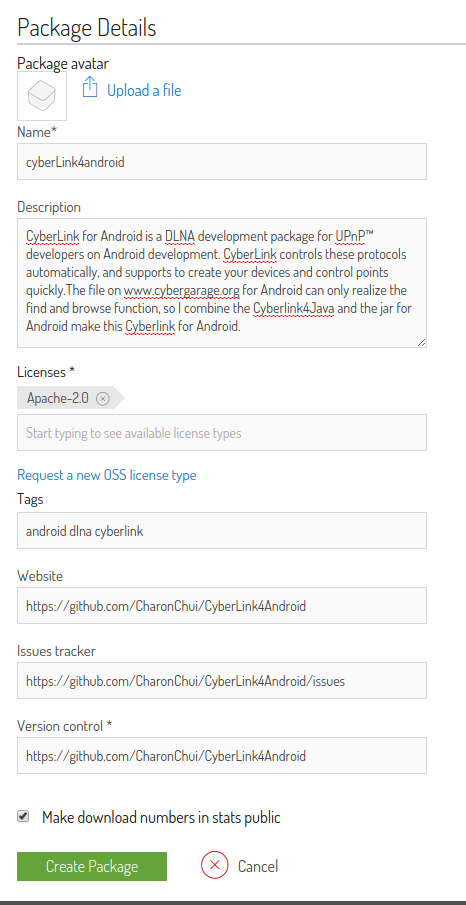 Package Details
Package avatar
Upload a file
Name*
cyberLink4android
Description
CyberLink for Android is a DLNA development package for UPnP™
developers on Android development. CyberLink controls these protocols
automatically, and supports to create your devices and control points
quickly.The file on www.cybergarage.org for Android can only realize the
find and browse function, so I combine the Cyberlink4Java and the jar for
Android make this Cyberlink for Android.
Licenses *
Apache-2.0
Start typing to see available license types
Request a new OSS license type
Tags
android dlna cyberlink
Website
https://github.com/CharonChui/CyberLink4Android
Issues tracker
https://github.com/CharonChui/CyberLink4Android/issues
Version control *
https://github.com/CharonChui/CyberLink4Android
Make download numbers in stats public
Create Package
Cancel